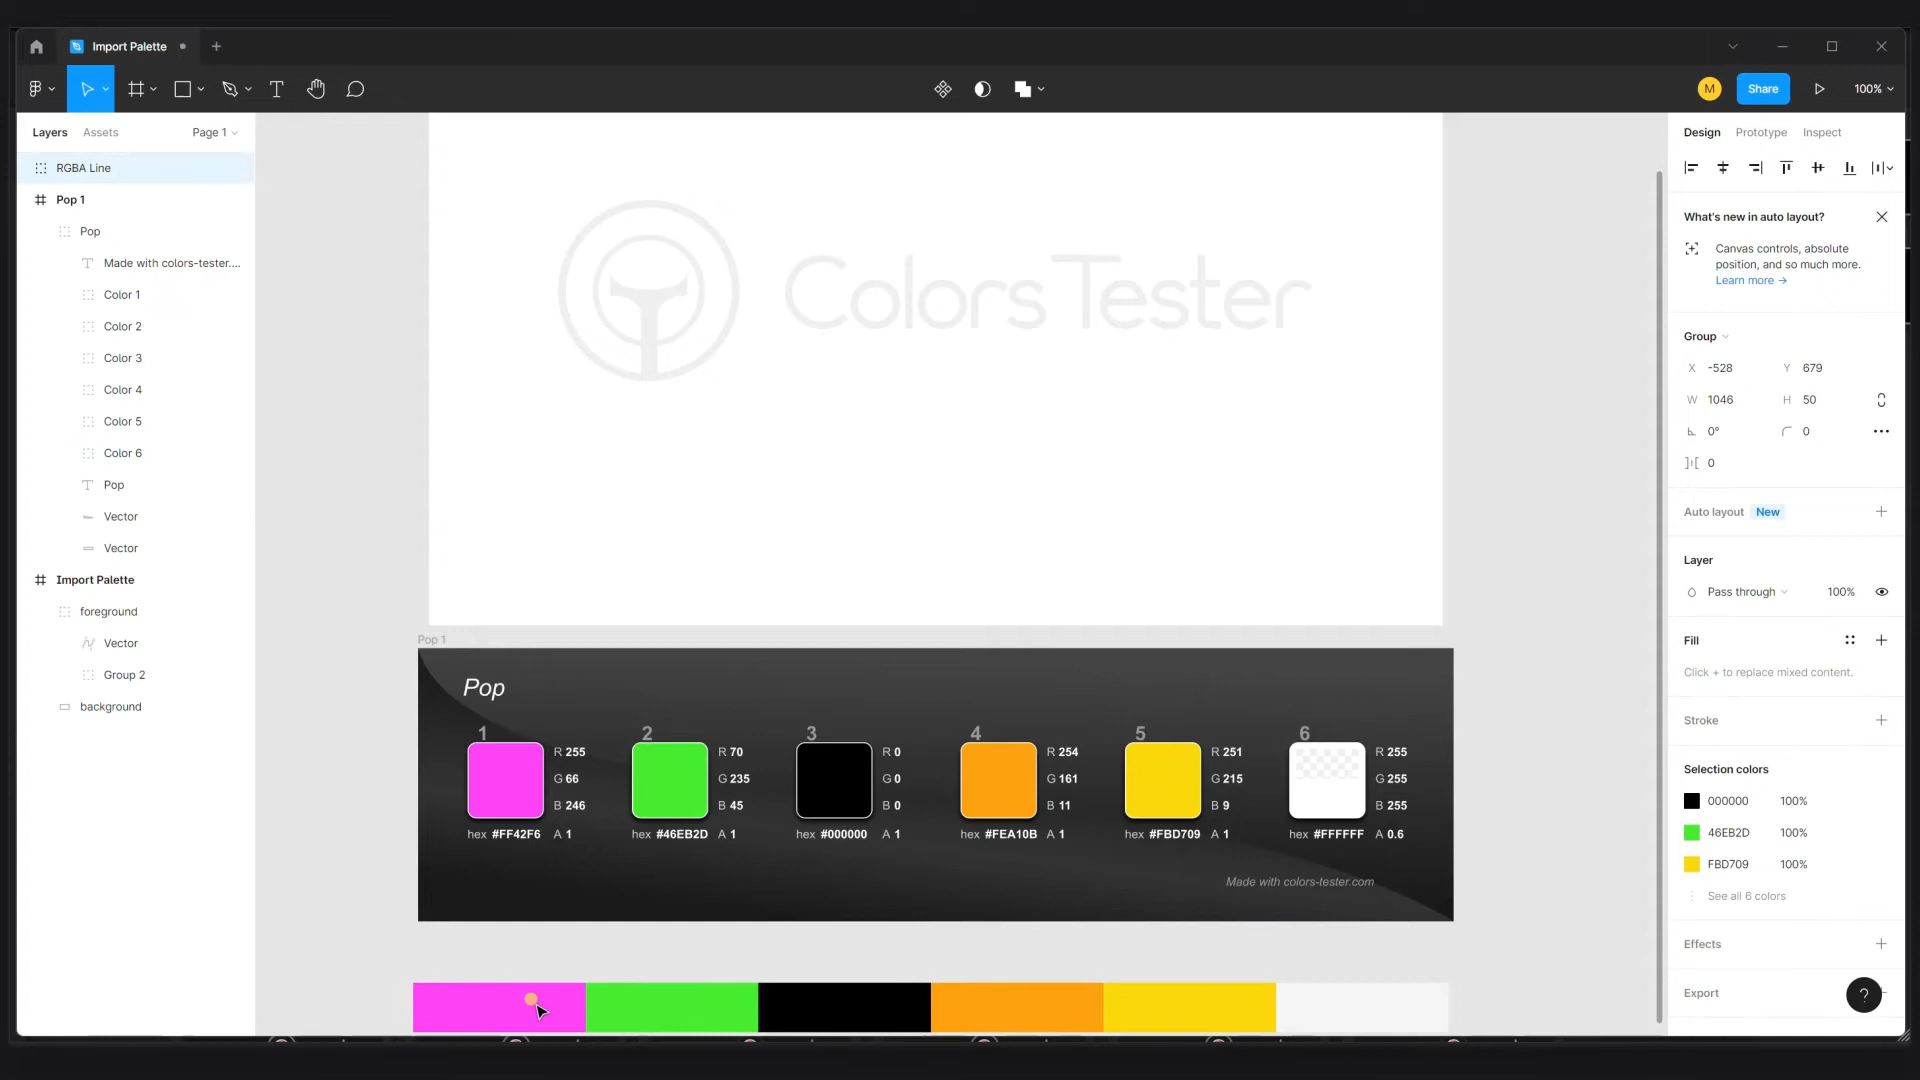 Import Palette
M
Share
100%
Layers
Assets
Page 1
Design
Prototype
Inspect
RGBA Line
Pop 1
Pop
Made with colors-tester....
Color 1
Color 2
Color 3
Color 4
Color 5
Color 6
Pop
Vector
Vector
Import Palette
foreground
Vector
Group 2
background
Colors Tester
Pop 1
Pop
1
R 255
G 66
B 246
hex #FF42F6 A 1
2
R 70
G 235
B 45
hex #46EB2D A 1
3
R 0
G 0
B 0
hex #000000 A 1
4
R 254
G 161
B 11
hex #FEA10B A 1
5
R 251
G 215
B 9
hex #FBD709 A 1
6
R 255
G 255
B 255
hex #FFFFFF A 0.6
Made with colors-tester.com
What's new in auto layout?
Canvas controls, absolute
position, and so much more.
Learn more →
Group
X -528 Y 679
W 1046 H 50
0° 0
0
Auto layout New
Layer
Pass through 100%
Fill
Click + to replace mixed content.
Stroke
Selection colors
000000 100%
46EB2D 100%
FBD709 100%
See all 6 colors
Effects
Export
?